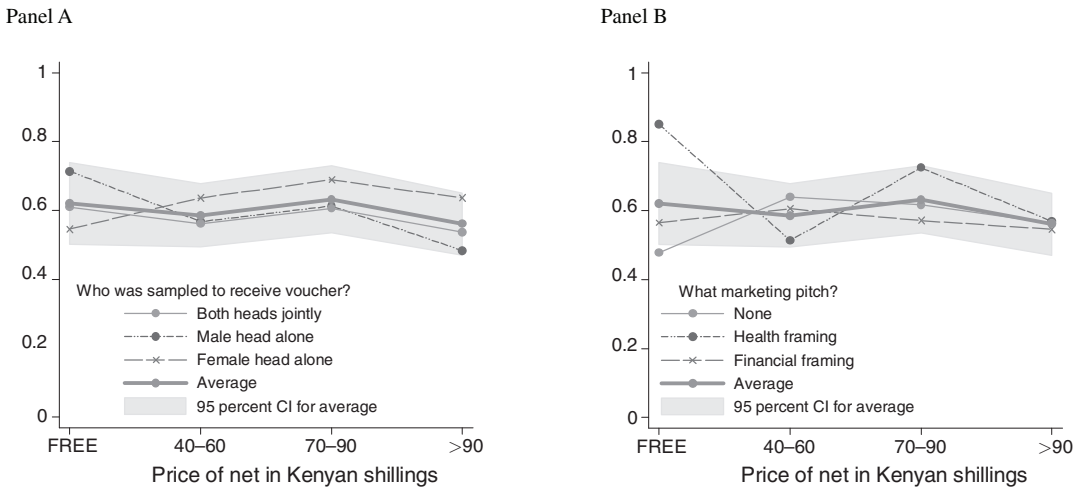 Panel A
1
0.8
0.6
0.4
0.2
0
Who was sampled to receive voucher?
Both heads jointly
Male head alone
Female head alone
Average
95 percent CI for average
FREE 40–60 70–90 >90
Price of net in Kenyan shillings
Panel B
1
0.8
0.6
0.4
0.2
0
What marketing pitch?
None
Health framing
Financial framing
Average
95 percent CI for average
FREE 40–60 70–90 >90
Price of net in Kenyan shillings